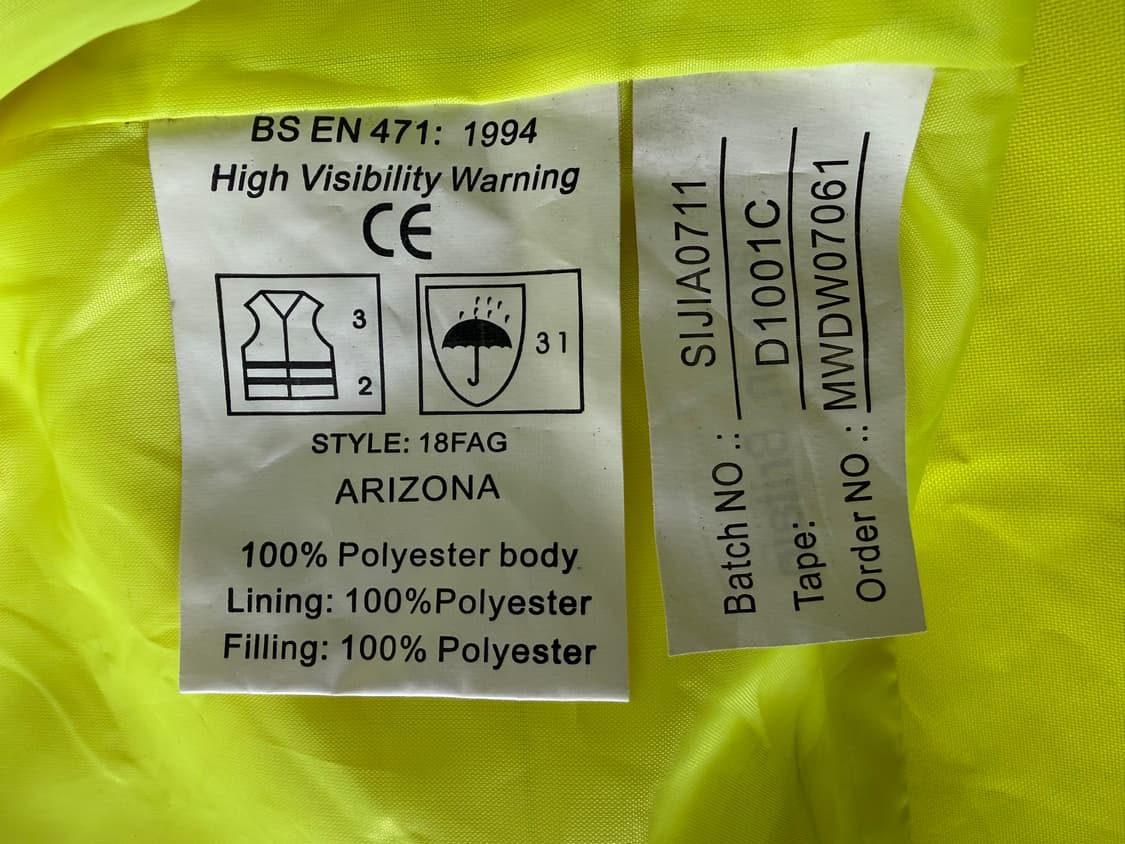 BS EN 471: 1994
High Visibility Warning
CE
3
2
31
STYLE: 18FAG
ARIZONA
100% Polyester body
Lining: 100%Polyester
Filling: 100% Polyester
Batch NO .: SIJIA0711
Tape: D1001C
Order NO .: MWDW07061